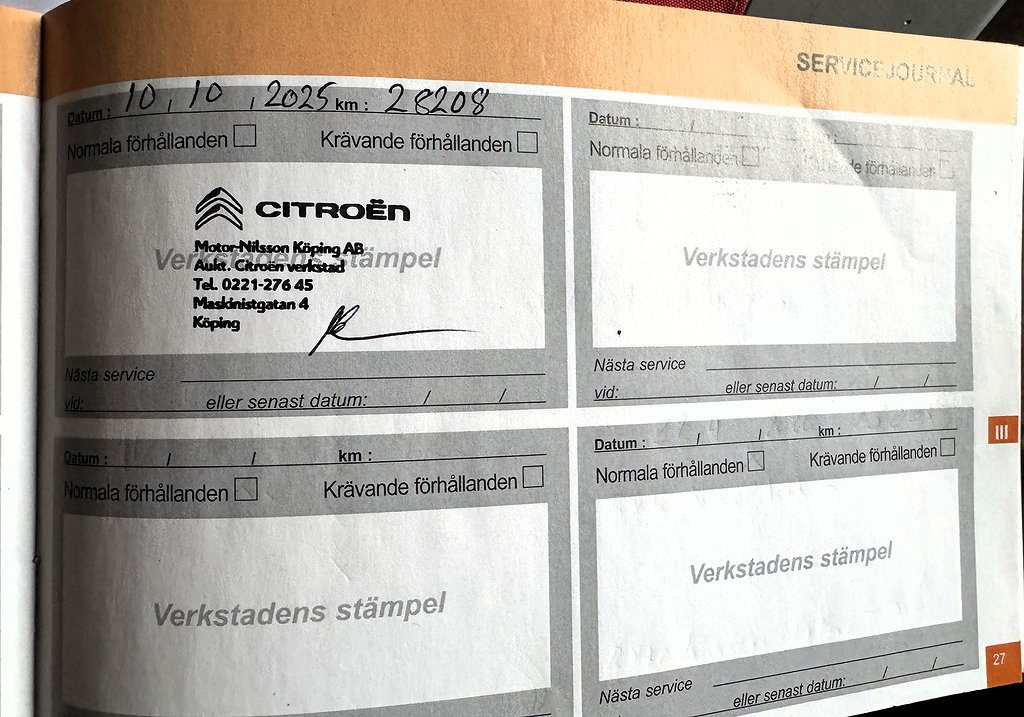 SERVICEJOURNAL
Datum : 10 , 10 , 2025 km : 28208
Normala förhållanden Krävande förhållanden
CITROËN
Verkstadens stämpel
Motor-Nilsson Köping AB
Aukt. Citroën verkstad
Tel. 0221-276 45
Maskinistgatan 4
Köping
Nästa service
vid: eller senast datum: / /
Datum : /
Normala förhållanden förhållanden
Verkstadens stämpel
Nästa service
vid: eller senast datum: / /
Datum : / / km :
Normala förhållanden Krävande förhållanden
Verkstadens stämpel
Datum : / / km :
Normala förhållanden Krävande förhållanden
Verkstadens stämpel
Nästa service
eller senast datum: / /
III
27